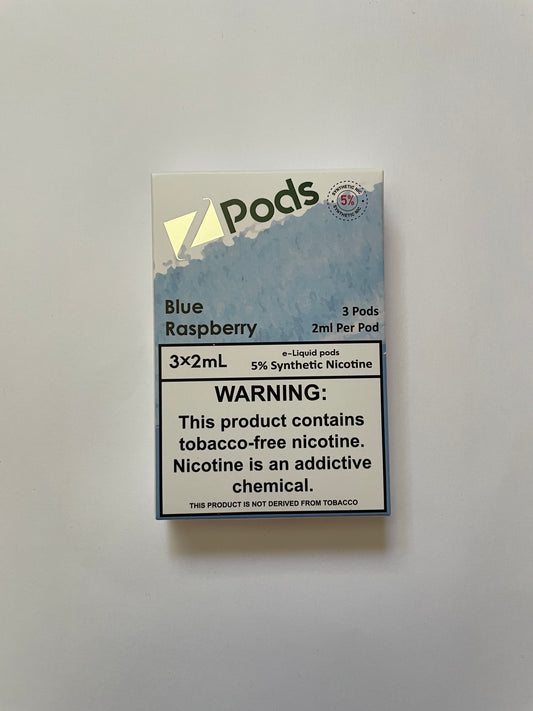 Z Pods
SYNTHETIC NIC
5%
SYNTHETIC NIC
Blue
Raspberry
3 Pods
2ml Per Pod
3×2mL
e-Liquid pods
5% Synthetic Nicotine
WARNING:
This product contains
tobacco-free nicotine.
Nicotine is an addictive
chemical.
THIS PRODUCT IS NOT DERIVED FROM TOBACCO